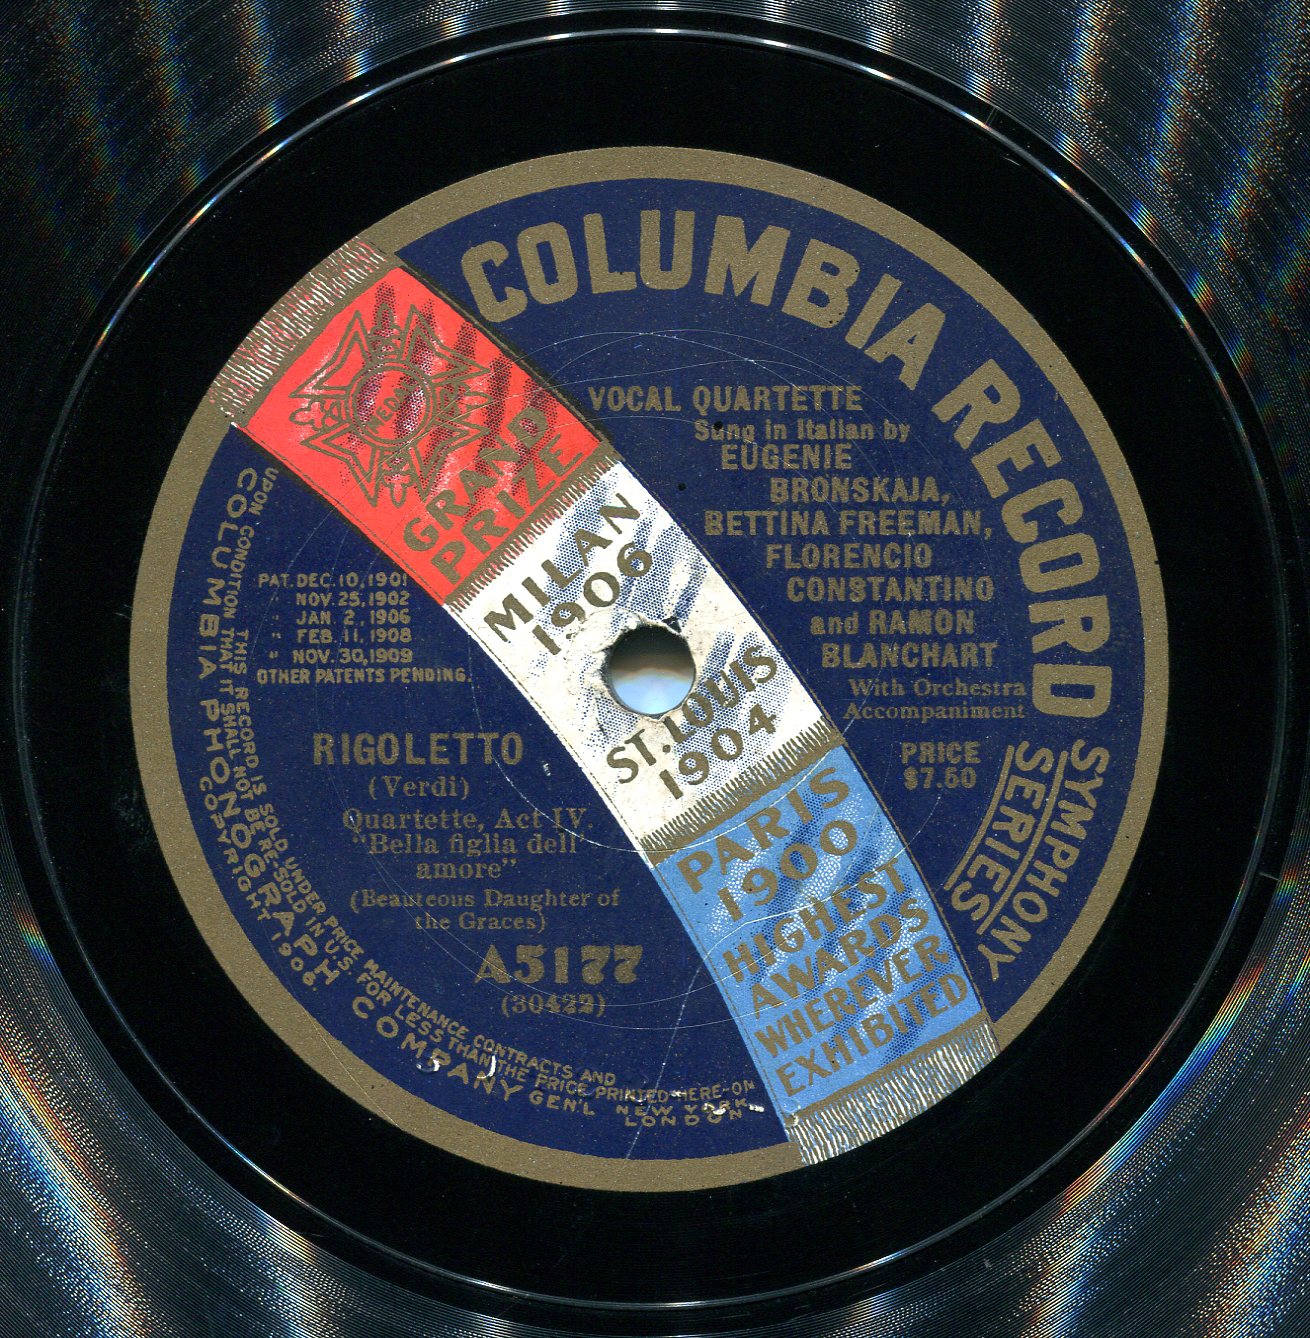 COLUMBIA RECORD
SYMPHONY
SERIES
MEDAL
GRAND
PRIZE
MILAN
1906
ST. LOUIS
1904
PARIS
1900
HIGHEST
AWARDS
WHEREVER
EXHIBITED
VOCAL QUARTETTE
Sung in Italian by
EUGENIE
BRONSKAJA,
BETTINA FREEMAN,
FLORENCIO
CONSTANTINO
and RAMON
BLANCHART
With Orchestra
Accompaniment
PRICE
$7.50
PAT. DEC. 10, 1901
" NOV. 25, 1902
" JAN. 2, 1906
" FEB. 11, 1908
" NOV. 30, 1909
OTHER PATENTS PENDING.
RIGOLETTO
(Verdi)
Quartette, Act IV.
"Bella figlia dell'
amore"
(Beauteous Daughter of
the Graces)
A5177
(30422)
UPON CONDITION THAT IT SHALL NOT BE RE-SOLD IN U.S. FOR LESS THAN THE PRICE PRINTED HERE-ON
THIS RECORD IS SOLD UNDER PRICE MAINTENANCE CONTRACTS AND
COLUMBIA PHONOGRAPH COMPANY GEN'L
COPYRIGHT 1908.
NEW YORK
LONDON